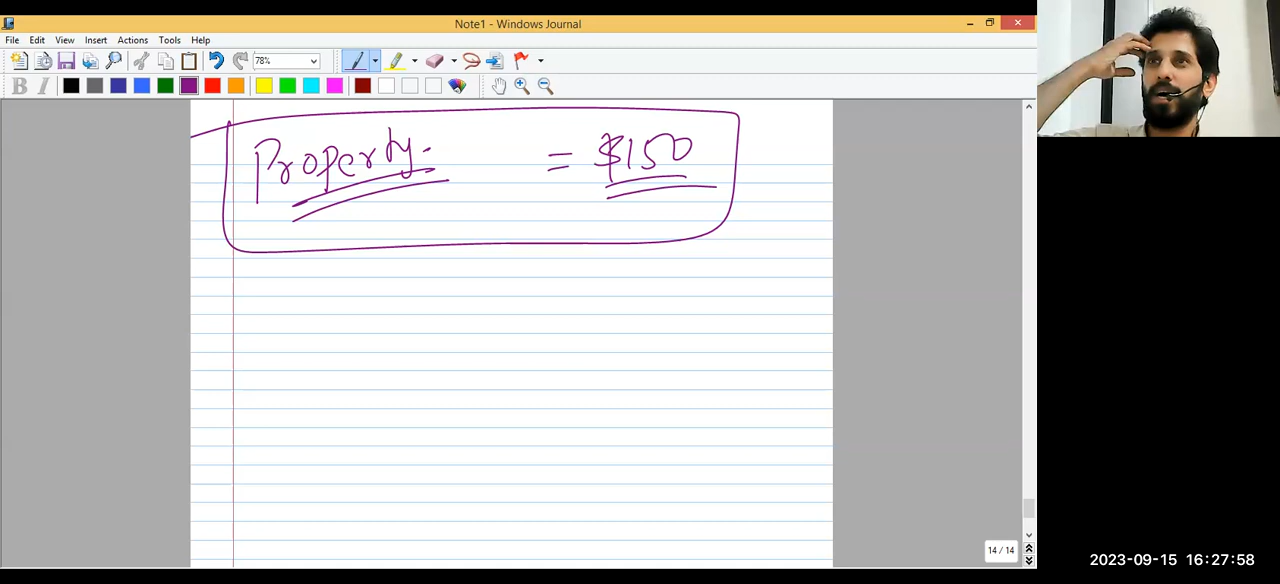 Note1 - Windows Journal
File Edit View Insert Actions Tools Help
78%
B I
Property. = $150
14 / 14
2023-09-15 16:27:58